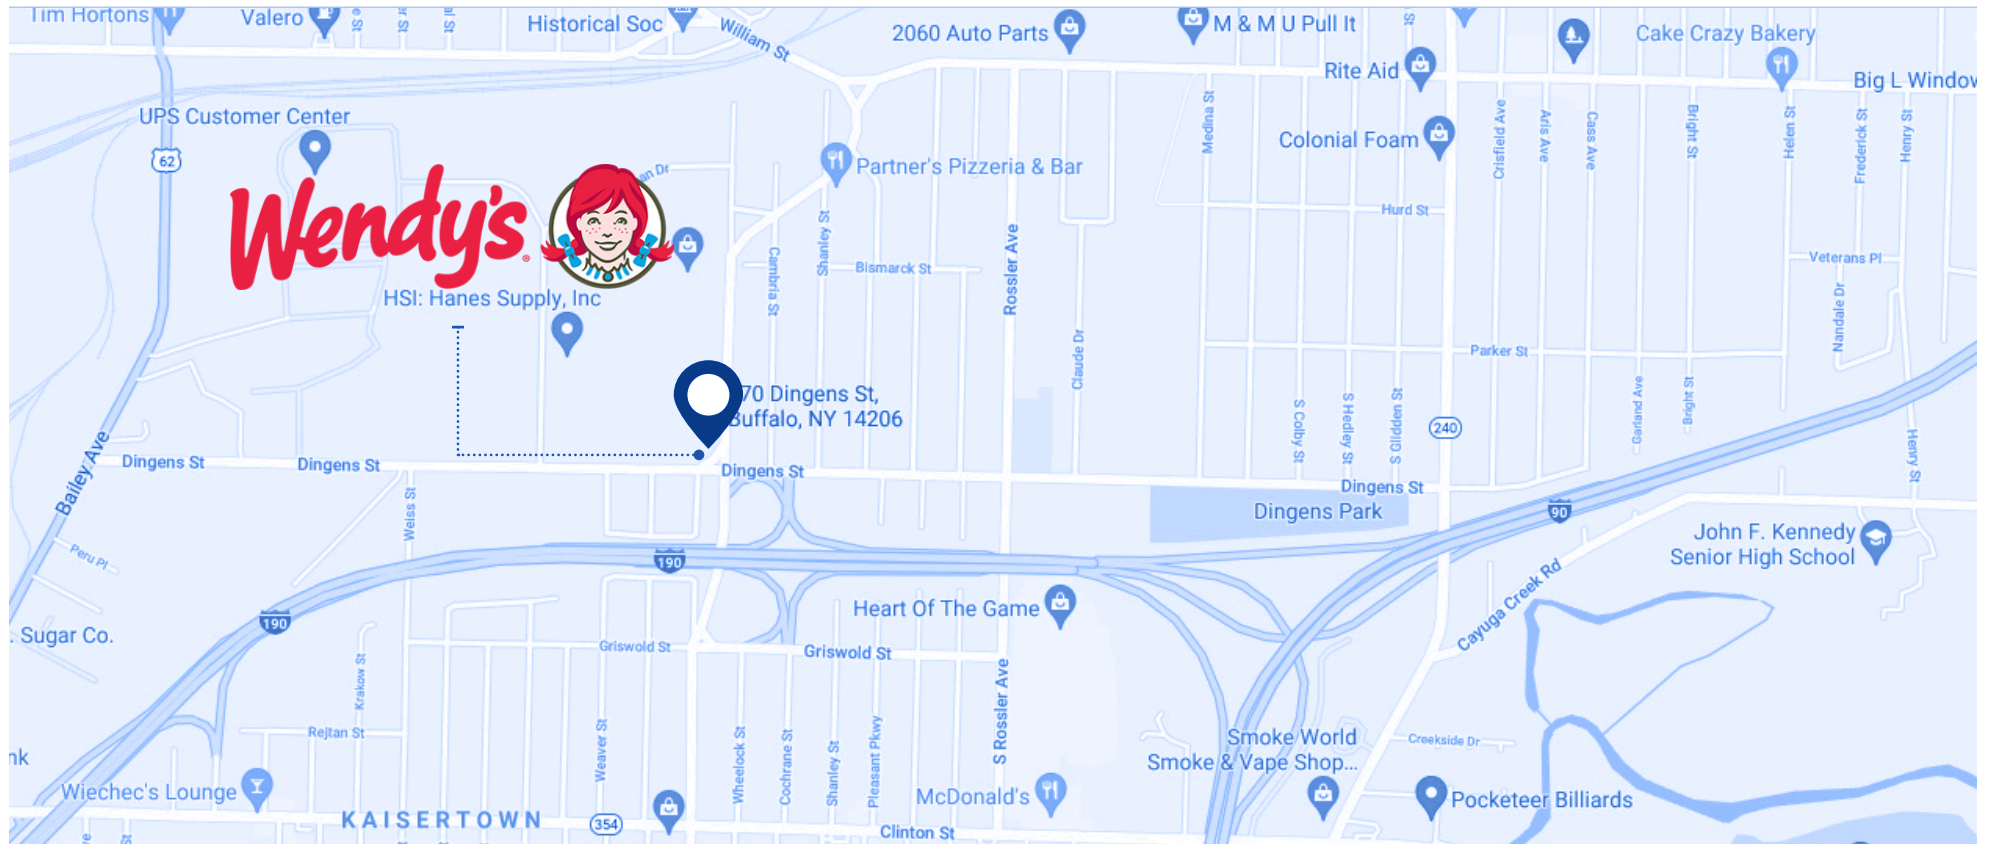 Tim Hortons
Valero
Historical Soc
William St
2060 Auto Parts
M & M U Pull It
Cake Crazy Bakery
Rite Aid
Big L Window
UPS Customer Center
62
Medina St
Colonial Foam
Crisfield Ave
Aris Ave
Cass Ave
Bright St
Helen St
Frederick St
Henry St
Partner's Pizzeria & Bar
an Dr
Wendy's
®
Hurd St
Shanley St
Cambria St
Bismarck St
Rossler Ave
Veterans Pl
Nandale Dr
HSI: Hanes Supply, Inc
Claude Dr
Parker St
70 Dingens St,
Buffalo, NY 14206
S Colby St
S Hedley St
S Glidden St
240
Garland Ave
Bright St
Henry St
Bailey Ave
Dingens St
Dingens St
Dingens St
Dingens St
Weiss St
Dingens Park
90
Peru Pl
190
John F. Kennedy
Senior High School
Cayuga Creek Rd
190
Heart Of The Game
. Sugar Co.
Griswold St
Griswold St
Krakow St
S Rossler Ave
Rejtan St
Weaver St
Wheelock St
Cochrane St
Shanley St
Pleasant Pkwy
Smoke World
Smoke & Vape Shop...
Creekside Dr
nk
Wiechec's Lounge
McDonald's
Pocketeer Billiards
KAISERTOWN
354
Clinton St